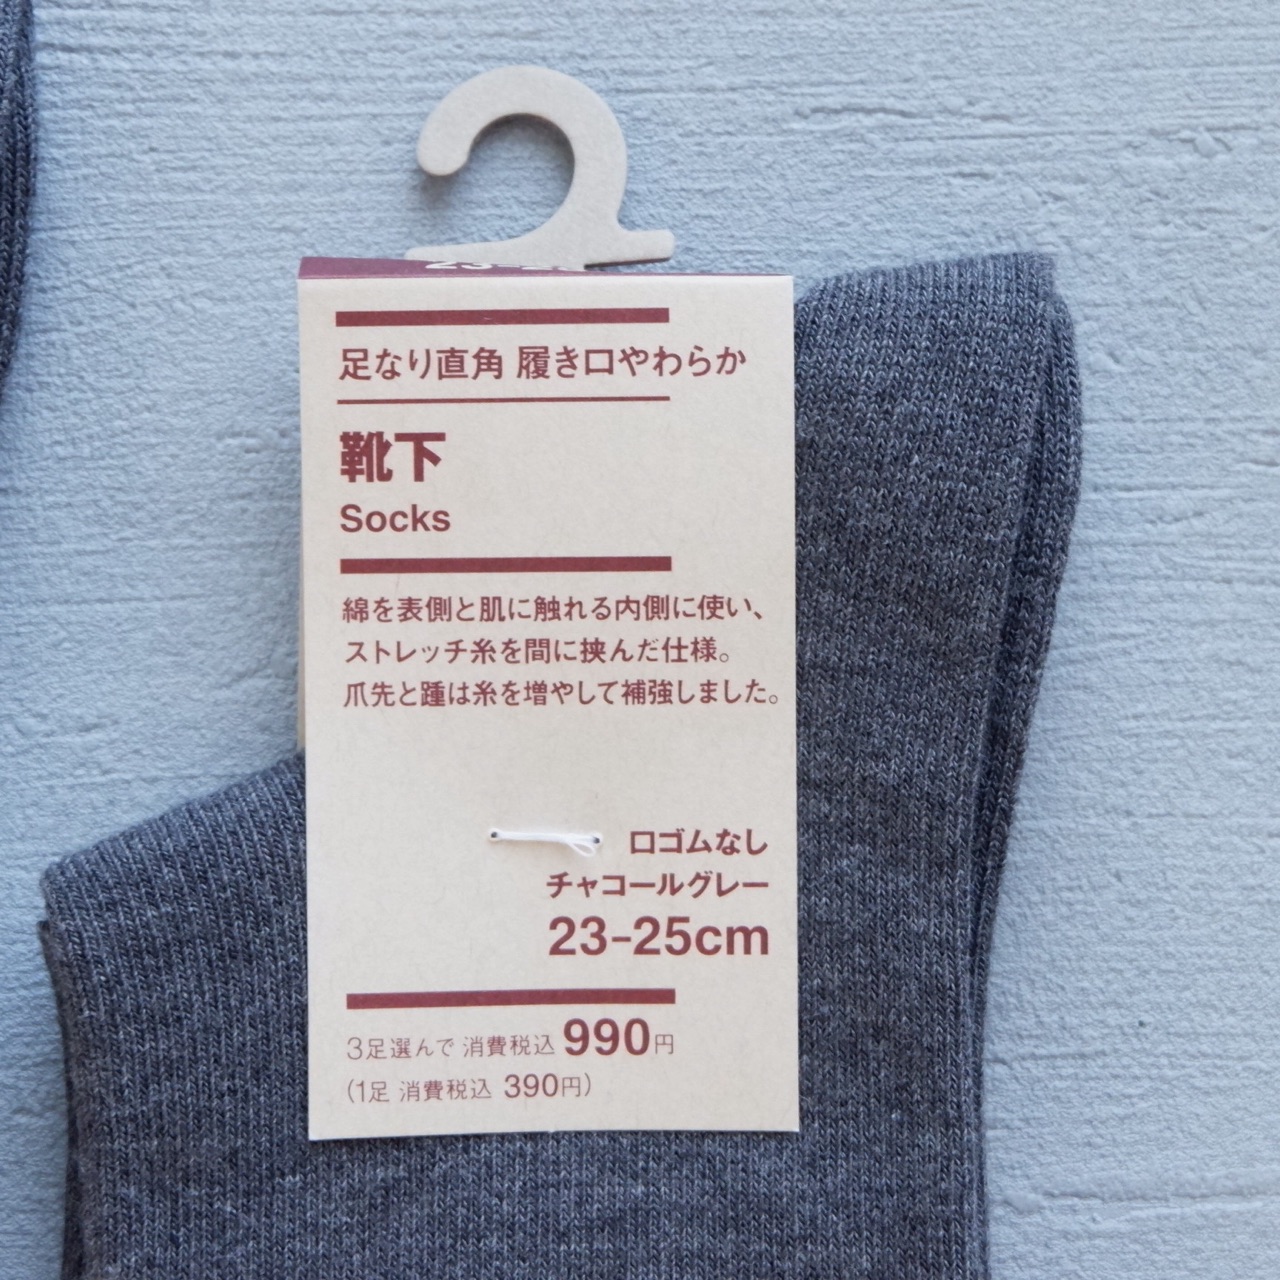 足なり直角 履き口やわらか
靴下
Socks
綿を表側と肌に触れる内側に使い、
ストレッチ糸を間に挟んだ仕様。
爪先と踵は糸を増やして補強しました。
口ゴムなし
チャコールグレー
23-25cm
3足選んで 消費税込 990円
(1足 消費税込 390円)